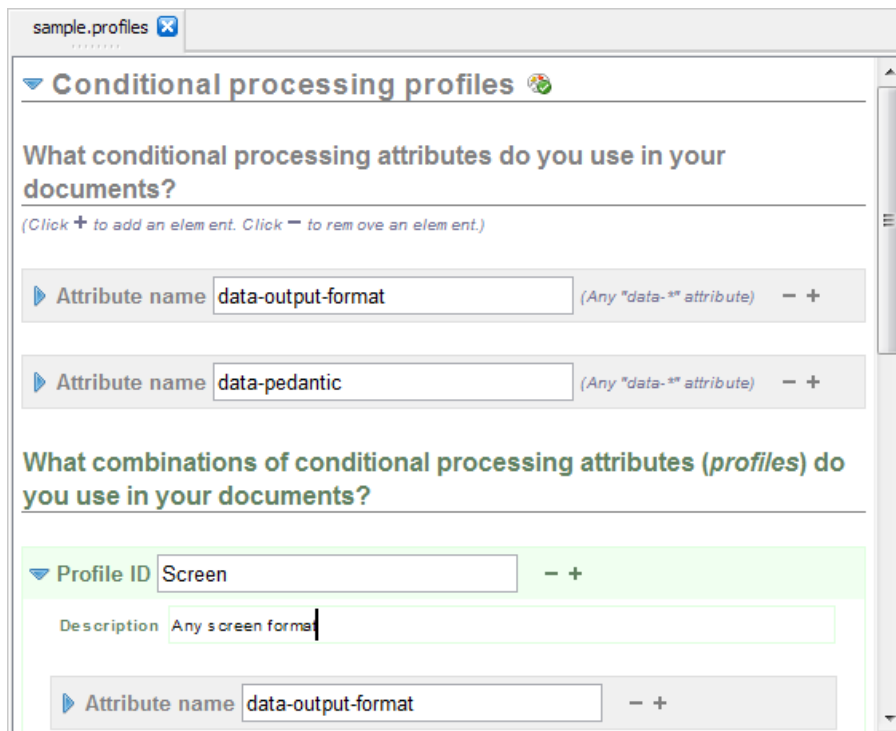 sample.profiles
Conditional processing profiles
What conditional processing attributes do you use in your
documents?
(Click + to add an element. Click − to remove an element.)
Attribute name data-output-format (Any "data-*" attribute) − +
Attribute name data-pedantic (Any "data-*" attribute) − +
What combinations of conditional processing attributes (profiles) do
you use in your documents?
Profile ID Screen − +
Description Any screen format
Attribute name data-output-format − +